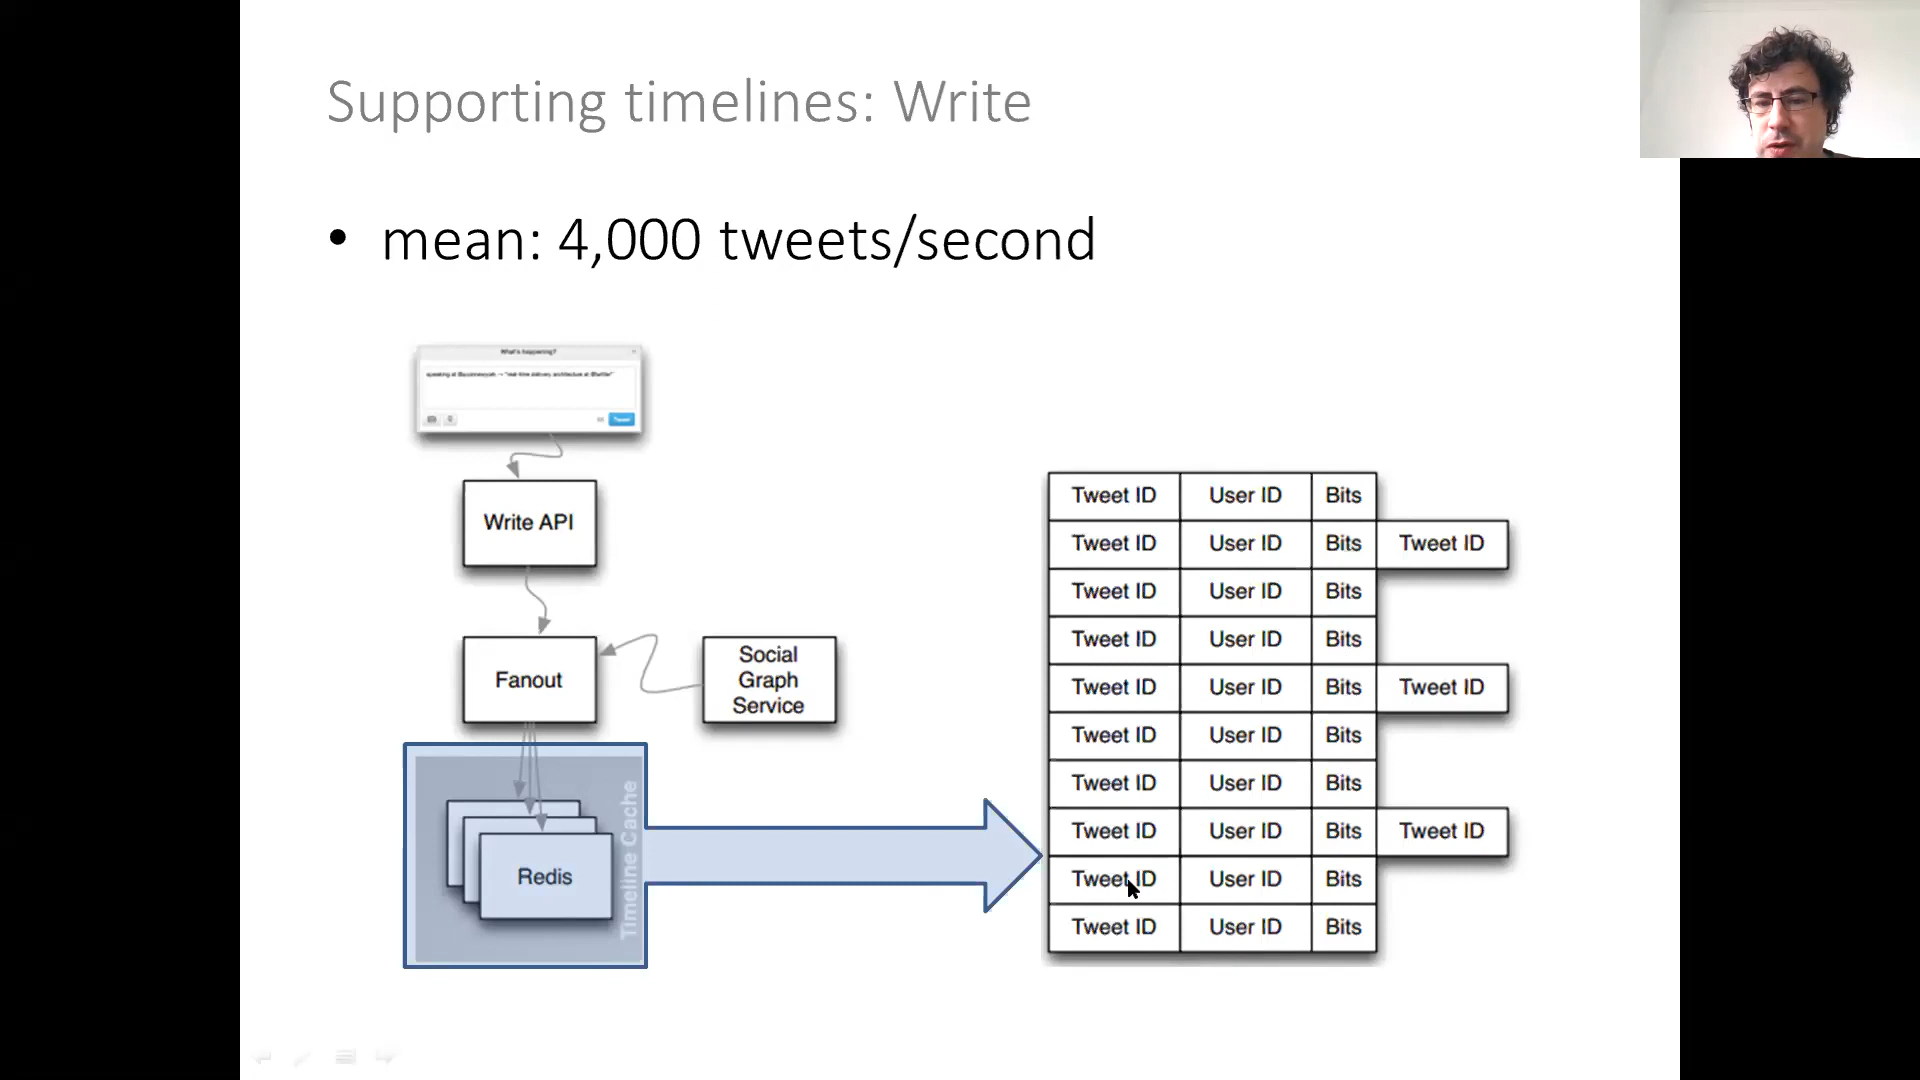 Supporting timelines: Write
• mean: 4,000 tweets/second
What's happening?
Tweet
Write API
Fanout
Social
Graph
Service
Redis
Timeline Cache
Tweet ID User ID Bits
Tweet ID User ID Bits Tweet ID
Tweet ID User ID Bits
Tweet ID User ID Bits
Tweet ID User ID Bits Tweet ID
Tweet ID User ID Bits
Tweet ID User ID Bits
Tweet ID User ID Bits Tweet ID
Tweet ID User ID Bits
Tweet ID User ID Bits